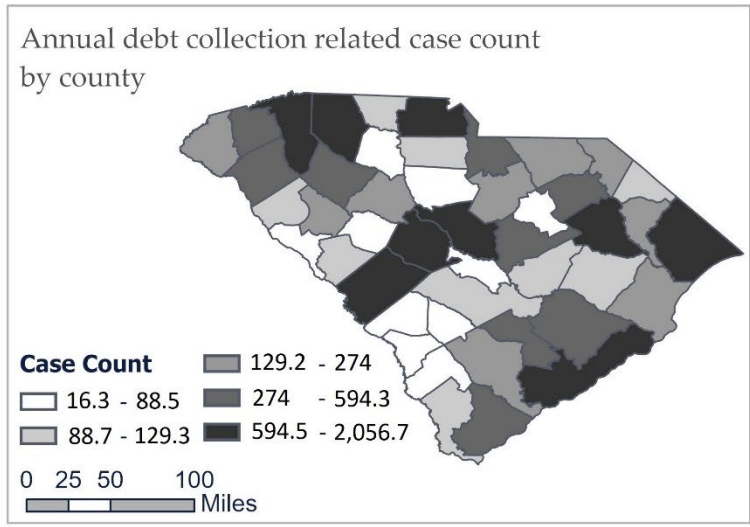 Annual debt collection related case count
by county
Case Count
16.3 - 88.5
88.7 - 129.3
129.2 - 274
274 - 594.3
594.5 - 2,056.7
0 25 50 100
Miles